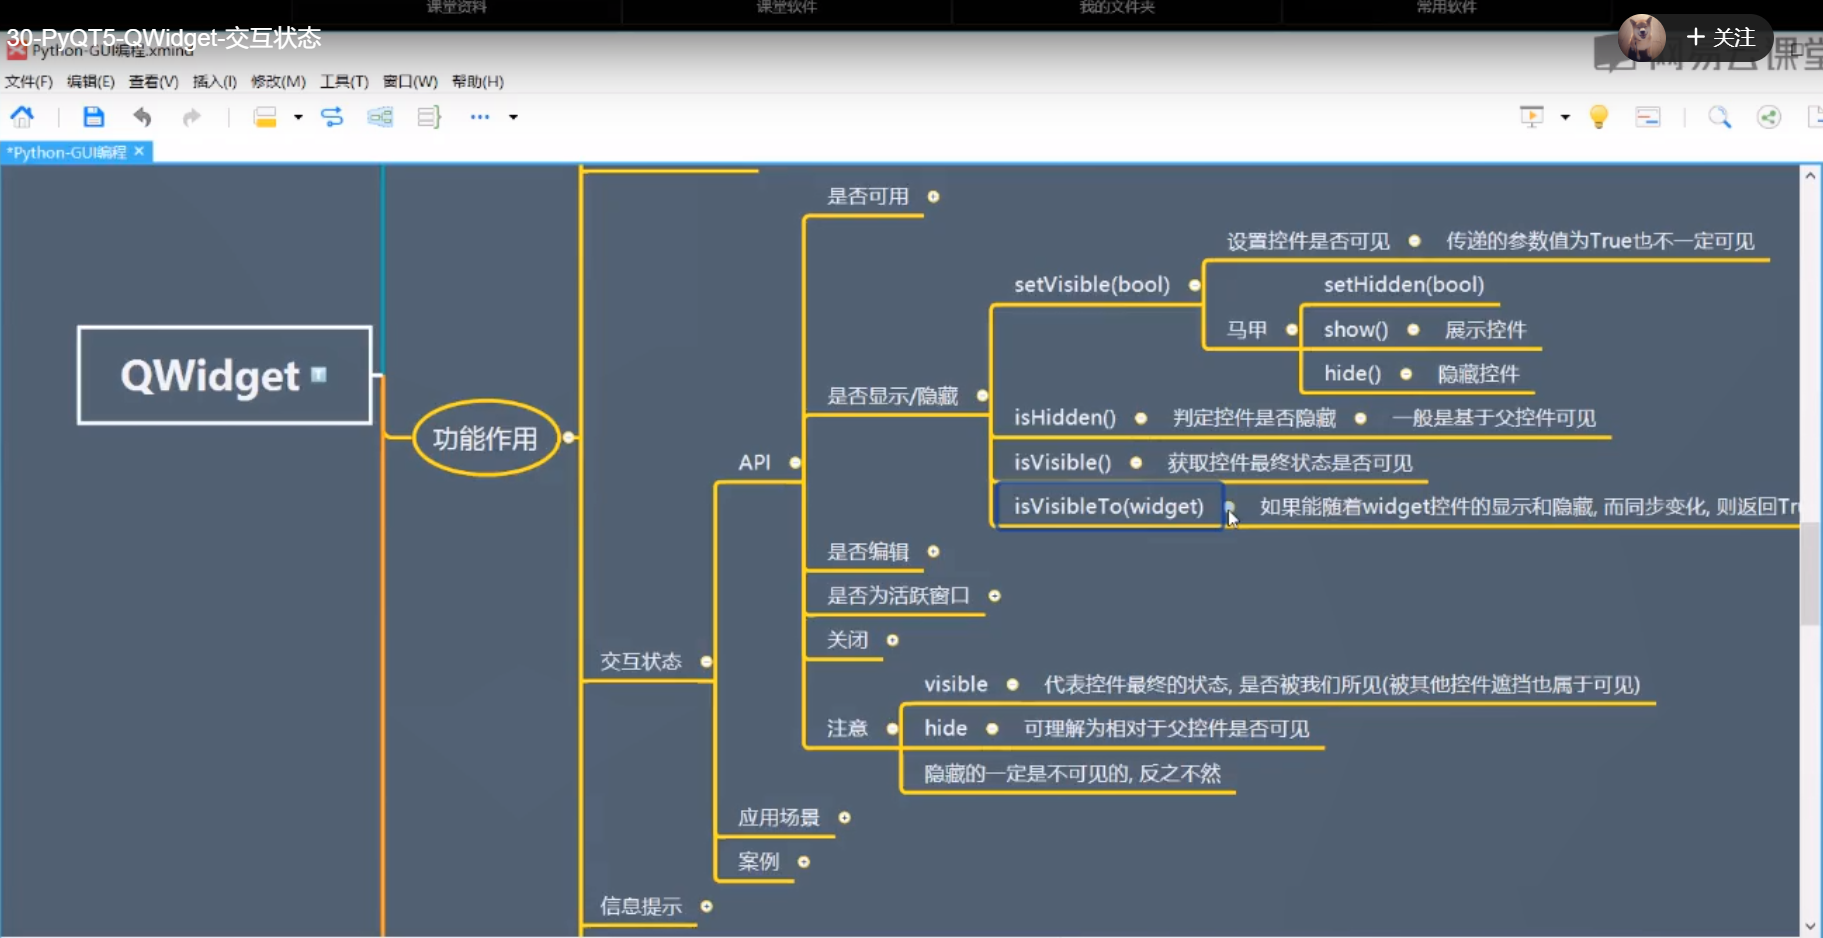 课堂资料 课堂软件 我的文件夹 常用软件
30-PyQT5-QWidget-交互状态
Python-GUI编程.xmind
+ 关注
网易云课堂
文件(F) 编辑(E) 查看(V) 插入(I) 修改(M) 工具(T) 窗口(W) 帮助(H)
*Python-GUI编程
是否可用
设置控件是否可见 传递的参数值为True也不一定可见
setVisible(bool) setHidden(bool)
马甲 show() 展示控件
QWidget
hide() 隐藏控件
是否显示/隐藏
isHidden() 判定控件是否隐藏 一般是基于父控件可见
功能作用
API
isVisible() 获取控件最终状态是否可见
isVisibleTo(widget) 如果能随着widget控件的显示和隐藏, 而同步变化, 则返回Tr
是否编辑
是否为活跃窗口
关闭
交互状态
visible 代表控件最终的状态, 是否被我们所见(被其他控件遮挡也属于可见)
注意 hide 可理解为相对于父控件是否可见
隐藏的一定是不可见的, 反之不然
应用场景
案例
信息提示